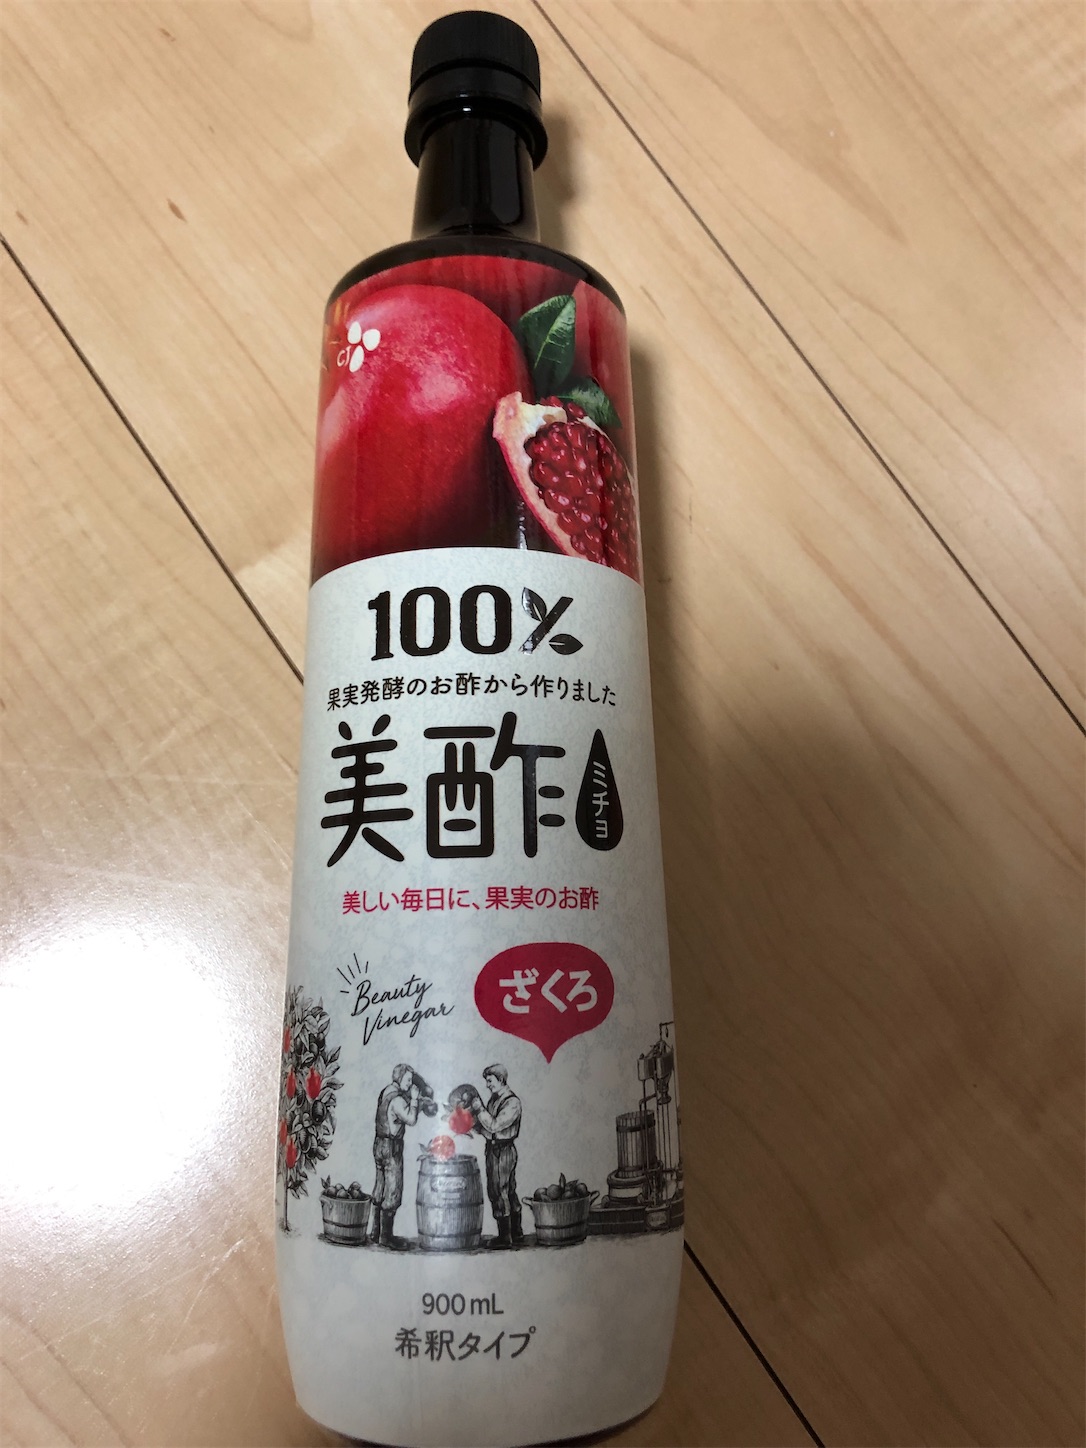 CJ
100%
果実発酵のお酢から作りました
美酢
ミチョ
美しい毎日に、果実のお酢
Beauty
Vinegar
ざくろ
900mL
希釈タイプ